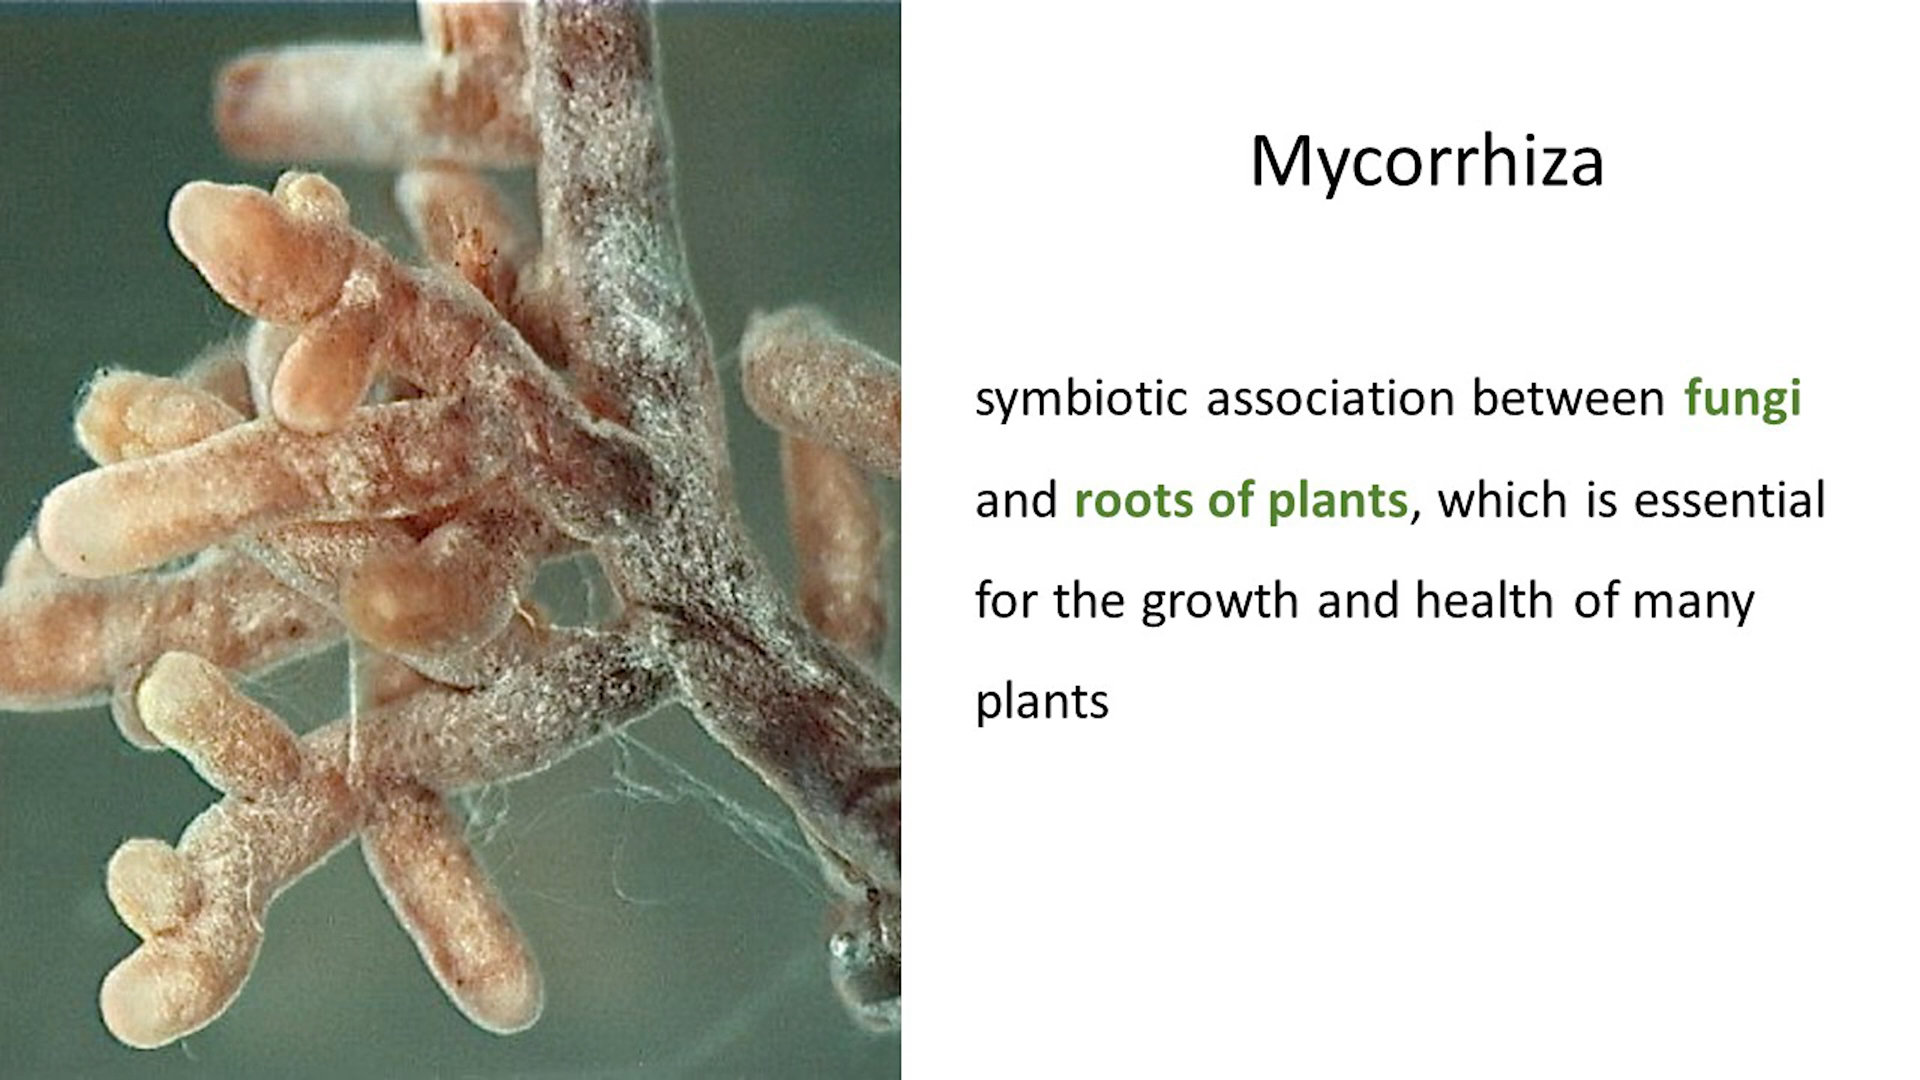 Mycorrhiza
symbiotic association between fungi
and roots of plants, which is essential
for the growth and health of many
plants